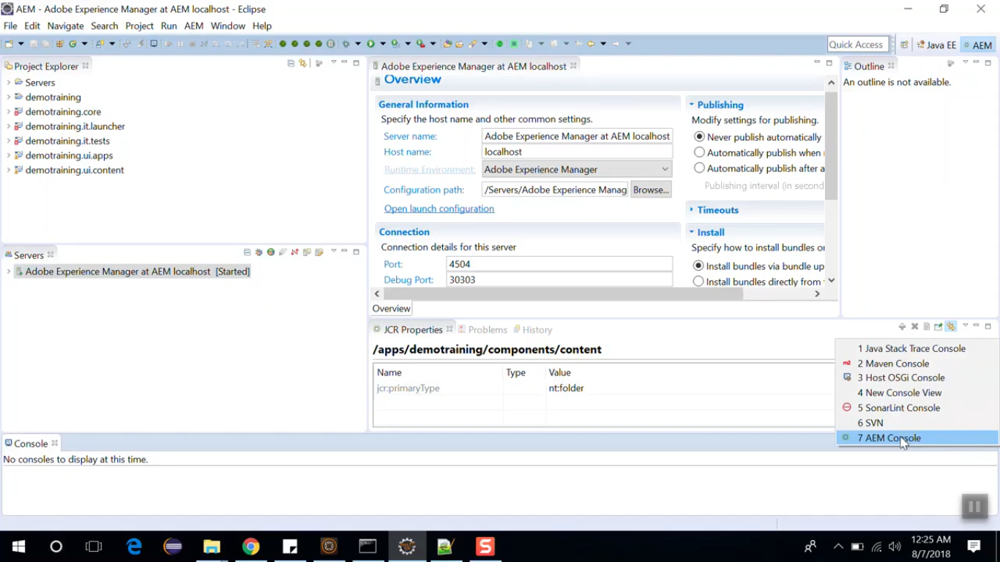 AEM - Adobe Experience Manager at AEM localhost - Eclipse
File Edit Navigate Search Project Run AEM Window Help
Quick Access
Java EE
AEM
Project Explorer
Servers
demotraining
demotraining.core
demotraining.it.launcher
demotraining.it.tests
demotraining.ui.apps
demotraining.ui.content
Servers
Adobe Experience Manager at AEM localhost [Started]
Adobe Experience Manager at AEM localhost
Overview
General Information
Specify the host name and other common settings.
Server name: Adobe Experience Manager at AEM localhost
Host name: localhost
Runtime Environment: Adobe Experience Manager
Configuration path: /Servers/Adobe Experience Manag Browse...
Open launch configuration
Connection
Connection details for this server
Port: 4504
Debug Port: 30303
Publishing
Modify settings for publishing.
Never publish automatically
Automatically publish when
Automatically publish after a
Publishing interval (in second
Timeouts
Install
Specify how to install bundles o
Install bundles via bundle up
Install bundles directly from
Overview
Outline
An outline is not available.
JCR Properties Problems History
/apps/demotraining/components/content
Name Type Value
jcr:primaryType nt:folder
1 Java Stack Trace Console
m2 2 Maven Console
3 Host OSGi Console
4 New Console View
5 SonarLint Console
6 SVN
7 AEM Console
Console
No consoles to display at this time.
12:25 AM
8/7/2018